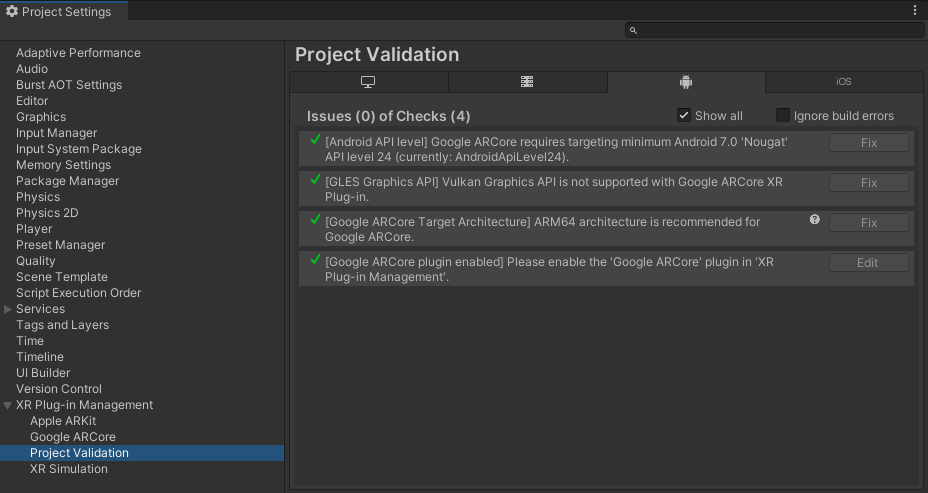 Project Settings
Adaptive Performance
Audio
Burst AOT Settings
Editor
Graphics
Input Manager
Input System Package
Memory Settings
Package Manager
Physics
Physics 2D
Player
Preset Manager
Quality
Scene Template
Script Execution Order
Services
Tags and Layers
Time
Timeline
UI Builder
Version Control
XR Plug-in Management
Apple ARKit
Google ARCore
Project Validation
XR Simulation
Project Validation
iOS
Issues (0) of Checks (4)
Show all
Ignore build errors
[Android API level] Google ARCore requires targeting minimum Android 7.0 'Nougat'
API level 24 (currently: AndroidApiLevel24).
Fix
[GLES Graphics API] Vulkan Graphics API is not supported with Google ARCore XR
Plug-in.
Fix
[Google ARCore Target Architecture] ARM64 architecture is recommended for
Google ARCore.
Fix
[Google ARCore plugin enabled] Please enable the 'Google ARCore' plugin in 'XR
Plug-in Management'.
Edit